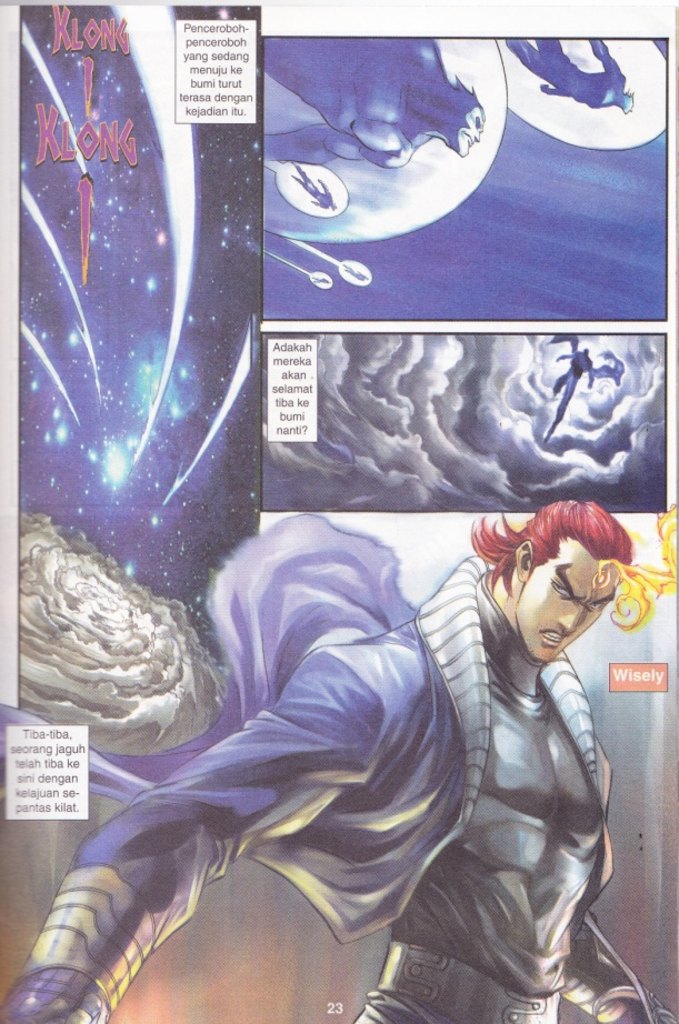 KLONG
!
KLONG
!
Penceroboh-
penceroboh
yang sedang
menuju ke
bumi turut
terasa dengan
kejadian itu.
Adakah
mereka
akan
selamat
tiba ke
bumi
nanti?
Wisely
Tiba-tiba,
seorang jaguh
telah tiba ke
sini dengan
kelajuan se-
pantas kilat.
23